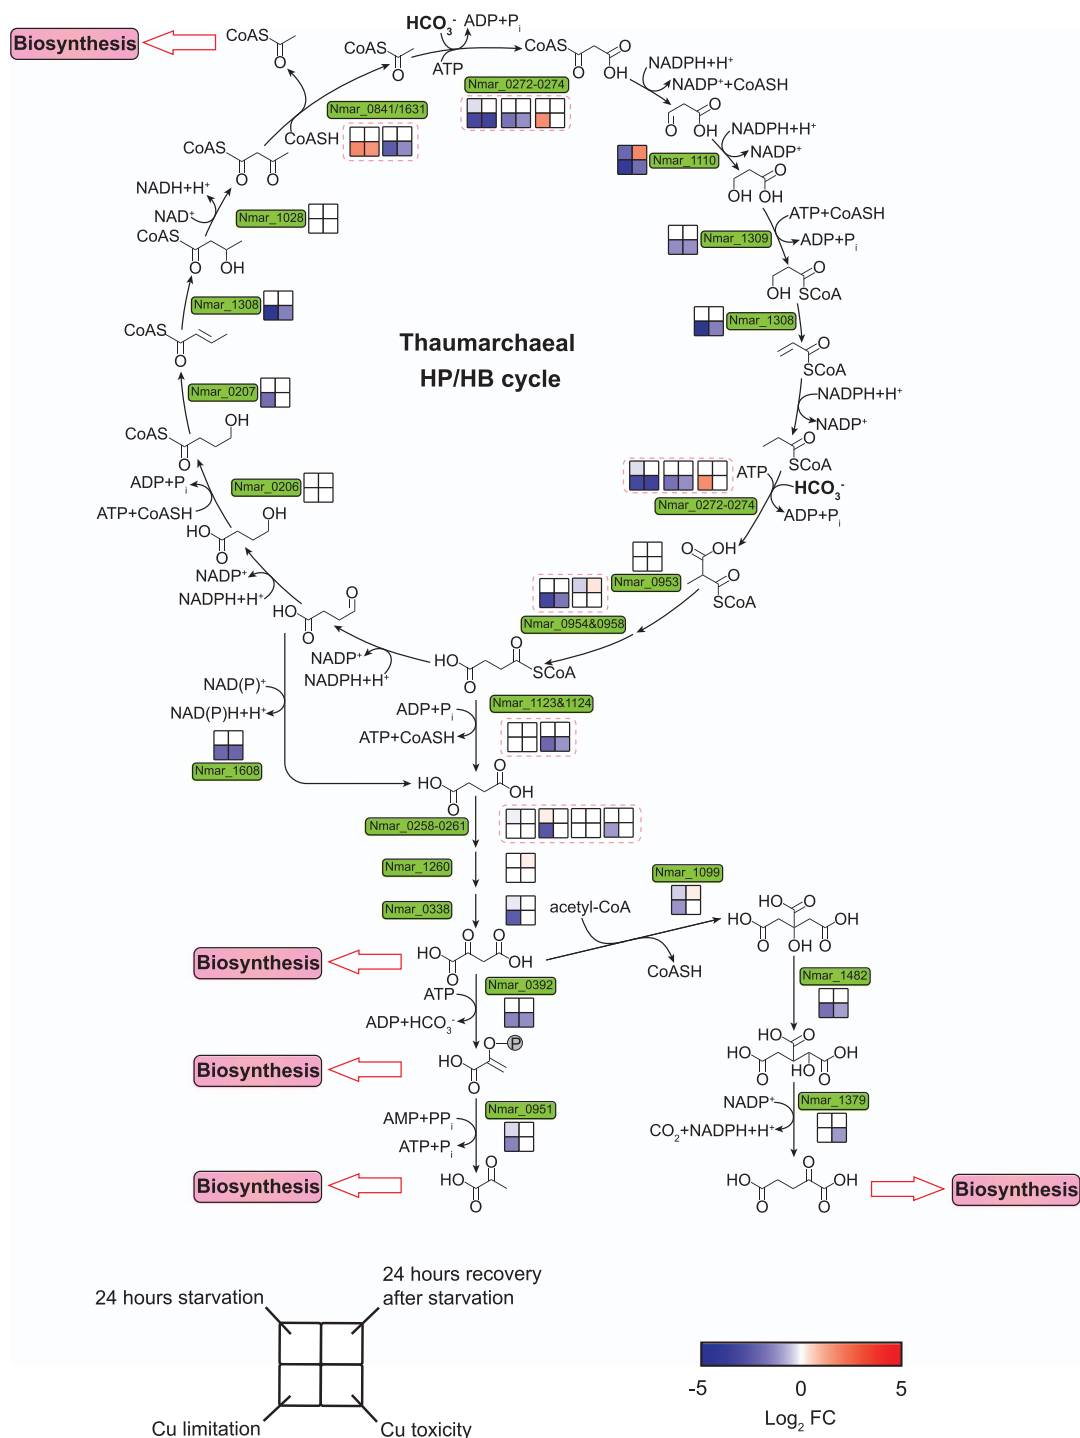 Biosynthesis
CoAS
O
CoAS
O
HCO3-
ADP+Pi
ATP
CoAS
O
O
OH
NADPH+H+
NADP++CoASH
Nmar_0272-0274
Nmar_0841/1631
CoASH
O
O
OH
NADPH+H+
NADP+
Nmar_1110
CoAS
O
O
O
OH
OH
NADH+H+
NAD+
Nmar_1028
ATP+CoASH
ADP+Pi
Nmar_1309
CoAS
O
OH
O
OH
SCoA
Nmar_1308
Nmar_1308
CoAS
O
O
SCoA
Thaumarchaeal
HP/HB cycle
NADPH+H+
NADP+
Nmar_0207
OH
CoAS
O
O
SCoA
ADP+Pi
ATP+CoASH
Nmar_0206
ATP
HCO3-
ADP+Pi
Nmar_0272-0274
HO
O
OH
O
OH
O
SCoA
Nmar_0953
NADP+
NADPH+H+
HO
O
O
Nmar_0954&0958
NADP+
NADPH+H+
HO
O
O
SCoA
NAD(P)+
NAD(P)H+H+
Nmar_1608
ADP+Pi
ATP+CoASH
Nmar_1123&1124
HO
O
O
OH
Nmar_0258-0261
Nmar_1260
Nmar_0338
Nmar_1099
acetyl-CoA
CoASH
Biosynthesis
HO
O
O
O
OH
HO
O
HO
O
OH
O
OH
ATP
ADP+HCO3-
Nmar_0392
Nmar_1482
Biosynthesis
HO
O
O
P
HO
O
HO
O
HO
O
OH
AMP+PPi
ATP+Pi
Nmar_0951
NADP+
CO2+NADPH+H+
Nmar_1379
Biosynthesis
HO
O
O
HO
O
O
O
OH
Biosynthesis
24 hours starvation
24 hours recovery
after starvation
Cu limitation
Cu toxicity
-5
0
5
Log2 FC